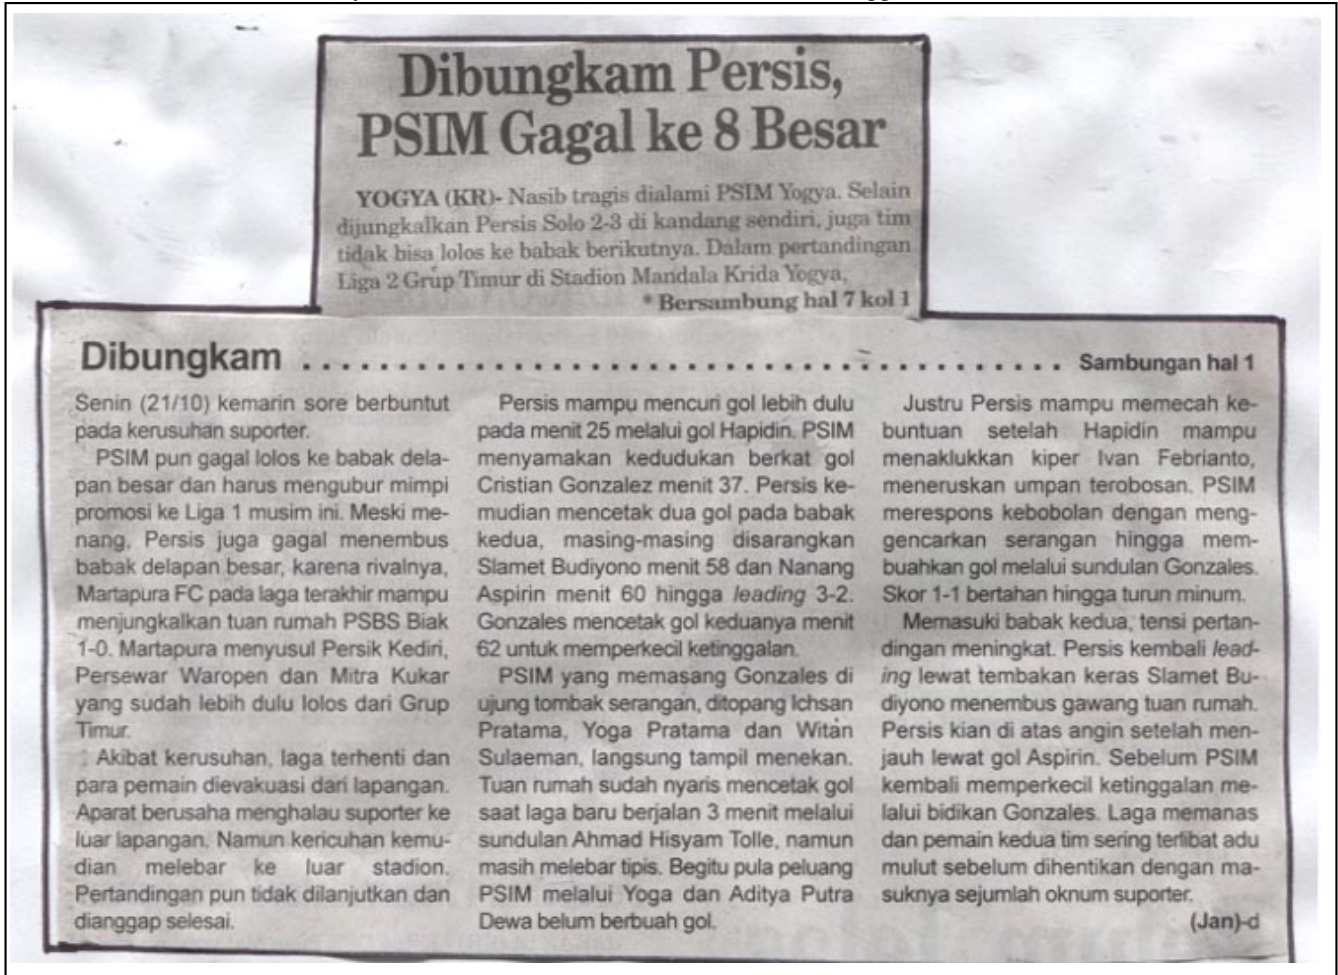 Dibungkam Persis,
PSIM Gagal ke 8 Besar
YOGYA (KR)- Nasib tragis dialami PSIM Yogya. Selain
dijungkalkan Persis Solo 2-3 di kandang sendiri, juga tim
tidak bisa lolos ke babak berikutnya. Dalam pertandingan
Liga 2 Grup Timur di Stadion Mandala Krida Yogya,
* Bersambung hal 7 kol 1
Dibungkam . . . . . . . . . . . . . . . . . . . . . . . . . . . . . . . . . . . . . . . . Sambungan hal 1
Senin (21/10) kemarin sore berbuntut
pada kerusuhan suporter.
PSIM pun gagal lolos ke babak dela-
pan besar dan harus mengubur mimpi
promosi ke Liga 1 musim ini. Meski me-
nang, Persis juga gagal menembus
babak delapan besar, karena rivalnya,
Martapura FC pada laga terakhir mampu
menjungkalkan tuan rumah PSBS Biak
1-0. Martapura menyusul Persik Kediri,
Persewar Waropen dan Mitra Kukar
yang sudah lebih dulu lolos dari Grup
Timur.
Akibat kerusuhan, laga terhenti dan
para pemain dievakuasi dari lapangan.
Aparat berusaha menghalau suporter ke
luar lapangan. Namun kericuhan kemu-
dian melebar ke luar stadion.
Pertandingan pun tidak dilanjutkan dan
dianggap selesai.
Persis mampu mencuri gol lebih dulu
pada menit 25 melalui gol Hapidin. PSIM
menyamakan kedudukan berkat gol
Cristian Gonzalez menit 37. Persis ke-
mudian mencetak dua gol pada babak
kedua, masing-masing disarangkan
Slamet Budiyono menit 58 dan Nanang
Aspirin menit 60 hingga leading 3-2.
Gonzales mencetak gol keduanya menit
62 untuk memperkecil ketinggalan.
PSIM yang memasang Gonzales di
ujung tombak serangan, ditopang Ichsan
Pratama, Yoga Pratama dan Witan
Sulaeman, langsung tampil menekan.
Tuan rumah sudah nyaris mencetak gol
saat laga baru berjalan 3 menit melalui
sundulan Ahmad Hisyam Tolle, namun
masih melebar tipis. Begitu pula peluang
PSIM melalui Yoga dan Aditya Putra
Dewa belum berbuah gol.
Justru Persis mampu memecah ke-
buntuan setelah Hapidin mampu
menaklukkan kiper Ivan Febrianto,
meneruskan umpan terobosan. PSIM
merespons kebobolan dengan meng-
gencarkan serangan hingga mem-
buahkan gol melalui sundulan Gonzales.
Skor 1-1 bertahan hingga turun minum.
Memasuki babak kedua, tensi pertan-
dingan meningkat. Persis kembali lead-
ing lewat tembakan keras Slamet Bu-
diyono menembus gawang tuan rumah.
Persis kian di atas angin setelah men-
jauh lewat gol Aspirin. Sebelum PSIM
kembali memperkecil ketinggalan me-
lalui bidikan Gonzales. Laga memanas
dan pemain kedua tim sering terlibat adu
mulut sebelum dihentikan dengan ma-
suknya sejumlah oknum suporter.
(Jan)-d